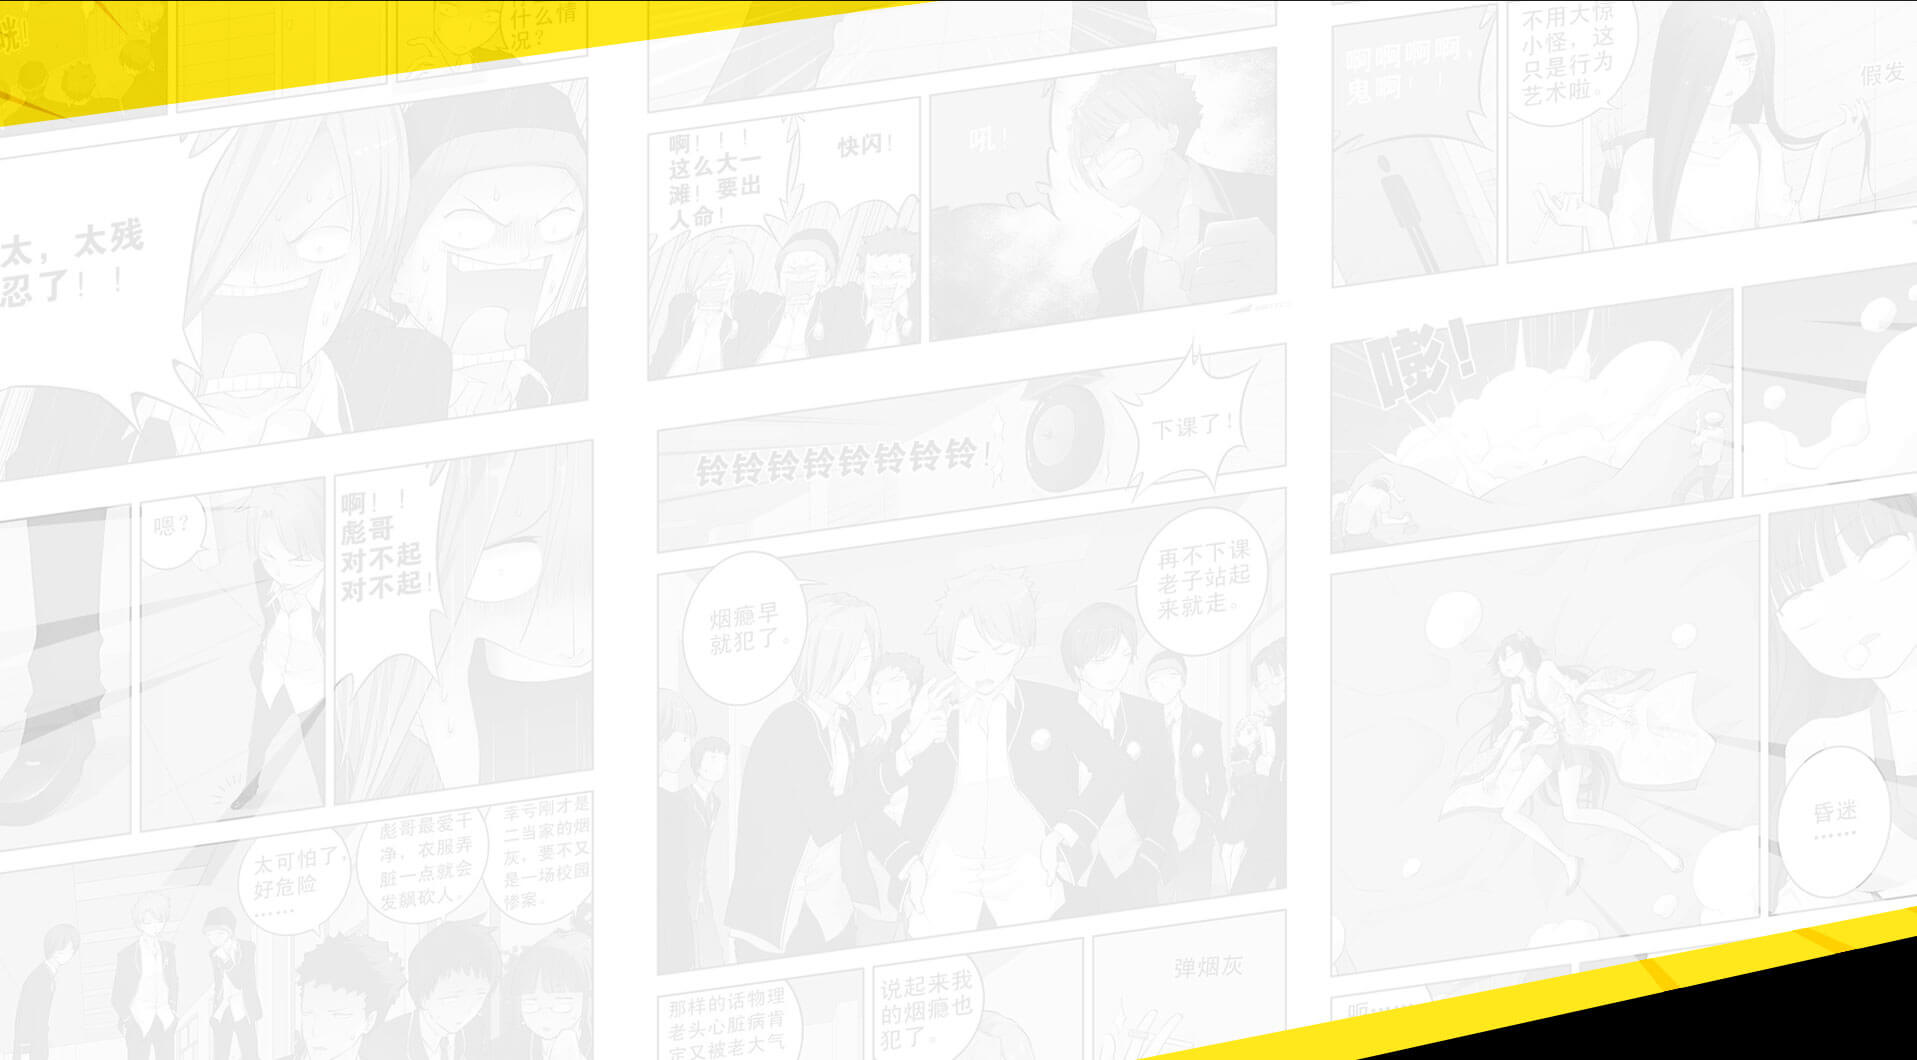 咣!
什么情
况?
太,太残
忍了!!
嗯?
啊!!
彪哥
对不起
对不起!
太可怕了,
好危险
……
彪哥最爱干
净,衣服弄
脏一点就会
发飙砍人。
幸亏刚才是
二当家的烟
灰,要不又
是一场校园
惨案。
啊!!!
这么大一
滩!要出
人命!
快闪!
吼!
铃铃铃铃铃铃铃铃!
下课了!
烟瘾早
就犯了。
再不下课
老子站起
来就走。
那样的话物理
老头心脏病肯
定又被老大气
说起来我
的烟瘾也
犯了。
弹烟灰
啊啊啊啊,
鬼啊!!
不用大惊
小怪,这
只是行为
艺术啦。
假发
嘭!
昏迷
……
呃……